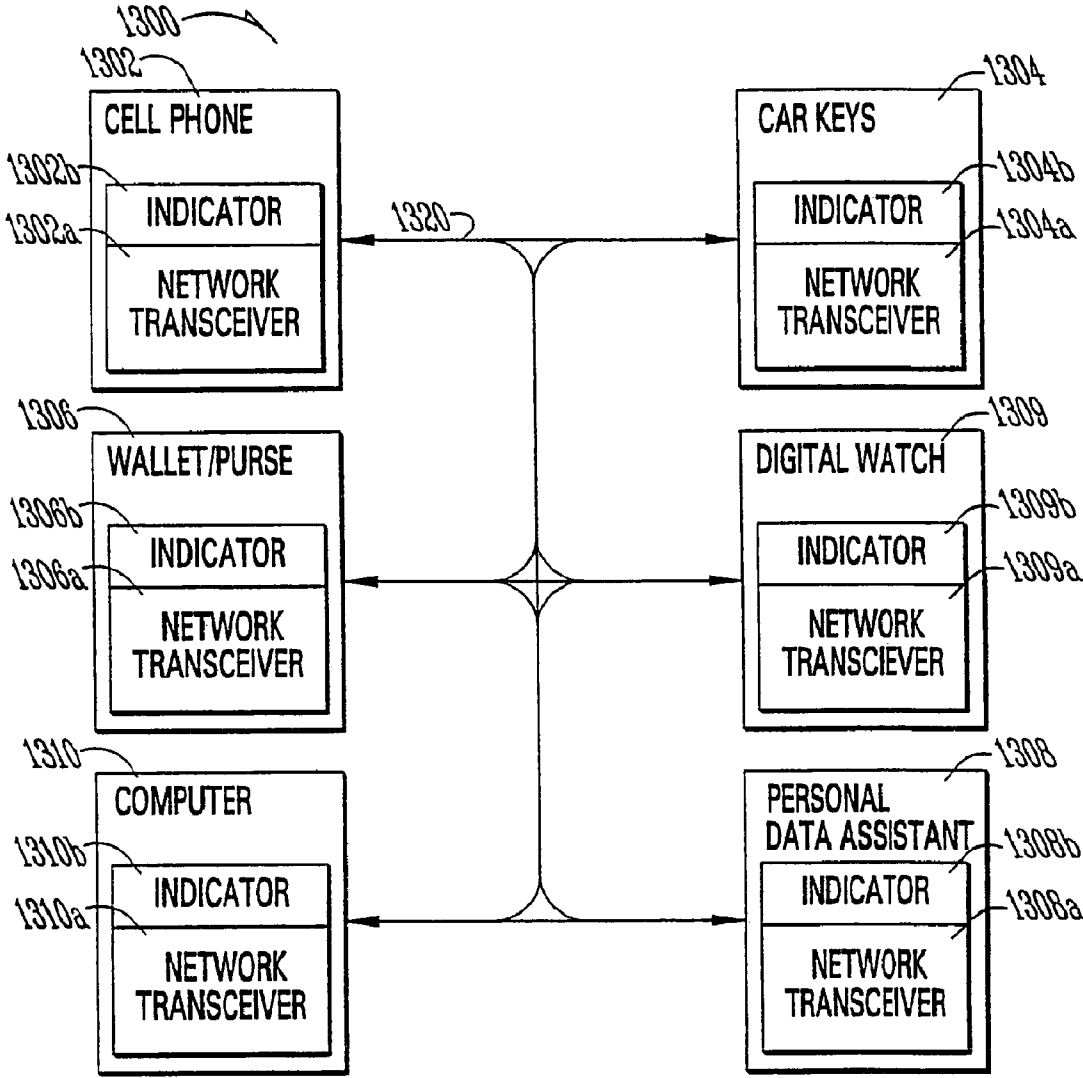 1300
1302
CELL PHONE
1302b
INDICATOR
1302a
NETWORK
TRANSCEIVER
1320
1304
CAR KEYS
1304b
INDICATOR
1304a
NETWORK
TRANSCEIVER
1306
WALLET/PURSE
1306b
INDICATOR
1306a
NETWORK
TRANSCEIVER
1309
DIGITAL WATCH
1309b
INDICATOR
1309a
NETWORK
TRANSCIEVER
1310
COMPUTER
1310b
INDICATOR
1310a
NETWORK
TRANSCEIVER
1308
PERSONAL
DATA ASSISTANT
1308b
INDICATOR
1308a
NETWORK
TRANSCEIVER